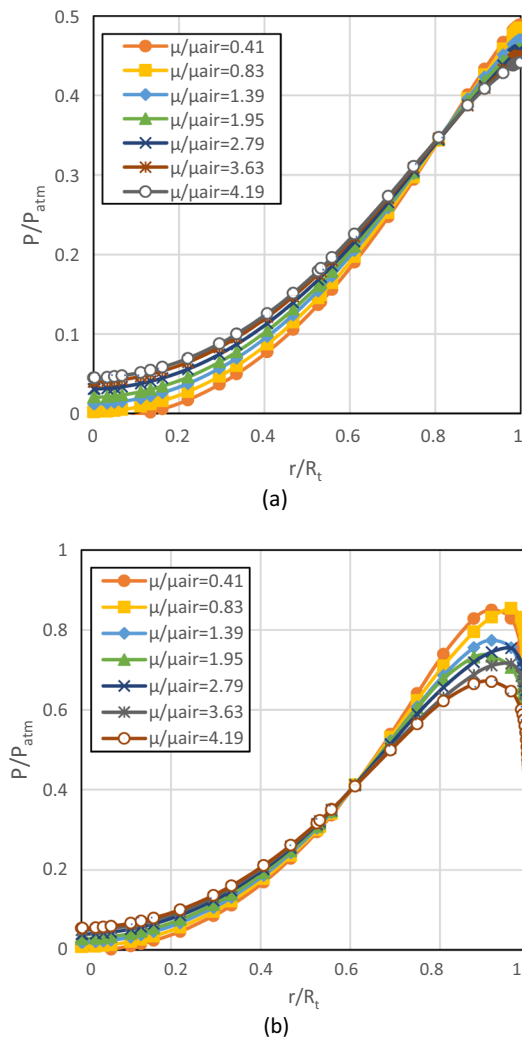 0.5
0.4
0.3
0.2
0.1
0
P/Patm
μ/μair=0.41
μ/μair=0.83
μ/μair=1.39
μ/μair=1.95
μ/μair=2.79
μ/μair=3.63
μ/μair=4.19
0 0.2 0.4 0.6 0.8 1
r/Rt
(a)
1
0.8
0.6
0.4
0.2
0
P/Patm
μ/μair=0.41
μ/μair=0.83
μ/μair=1.39
μ/μair=1.95
μ/μair=2.79
μ/μair=3.63
μ/μair=4.19
0 0.2 0.4 0.6 0.8 1
r/Rt
(b)